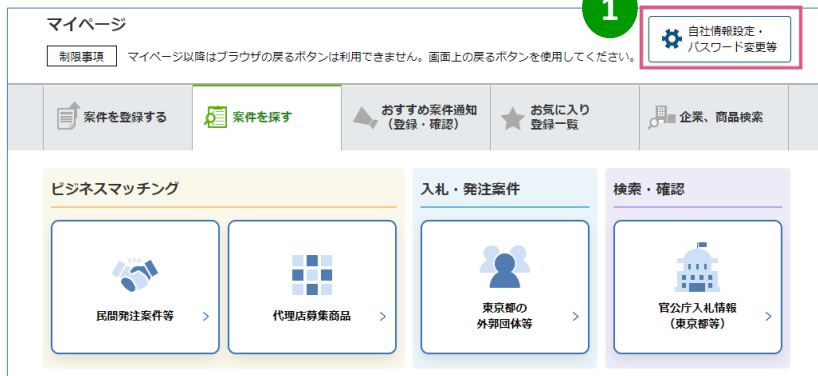 マイページ
1
自社情報設定・
パスワード変更等
制限事項 マイページ以降はブラウザの戻るボタンは利用できません。画面上の戻るボタンを使用してください。
案件を登録する
案件を探す
おすすめ案件通知
（登録・確認）
お気に入り
登録一覧
企業、商品検索
ビジネスマッチング
入札・発注案件
検索・確認
民間発注案件等
代理店募集商品
東京都の
外郭団体等
官公庁入札情報
（東京都等）